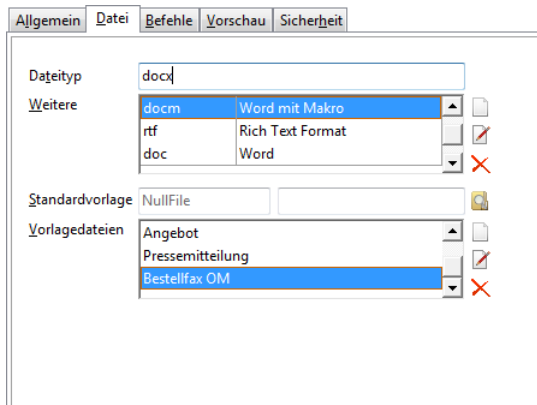 Allgemein Datei Befehle Vorschau Sicherheit
Dateityp docx
Weitere docm Word mit Makro
rtf Rich Text Format
doc Word
Standardvorlage NullFile
Vorlagedateien Angebot
Pressemitteilung
Bestellfax OM